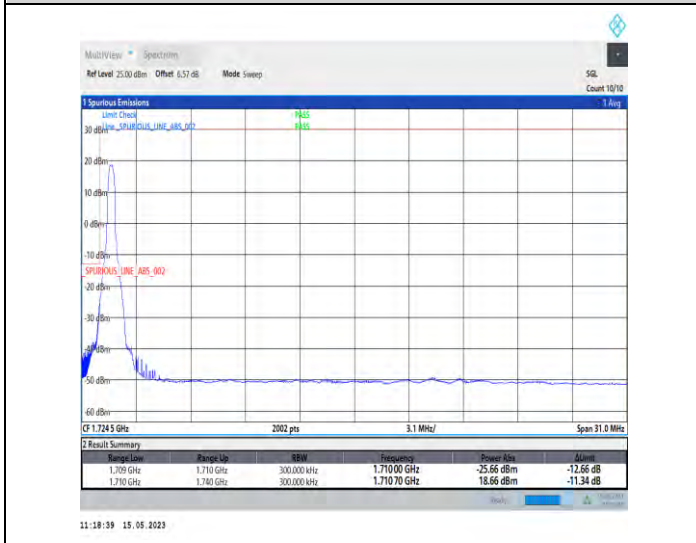 MultiView Spectrum
Ref Level 25.00 dBm Offset 6.57 dB Mode Sweep SGL
Count 10/10
1 Spurious Emissions 1 Avg
Limit Check PASS
30 dBm Line _SPURIOUS_LINE_ABS_002 PASS
20 dBm
10 dBm
0 dBm
-10 dBm
_SPURIOUS_LINE_ABS_002
-20 dBm
-30 dBm
-40 dBm
-50 dBm
-60 dBm
CF 1.724 5 GHz 2002 pts 3.1 MHz/ Span 31.0 MHz
2 Result Summary
Range Low Range Up RBW Frequency Power Abs ΔLimit
1.709 GHz 1.710 GHz 300.000 kHz 1.710 00 GHz -25.66 dBm -12.66 dB
1.710 GHz 1.740 GHz 300.000 kHz 1.710 70 GHz 18.66 dBm -11.34 dB
11:18:39 15.05.2023